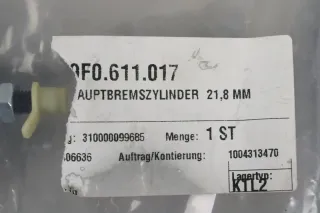 0F0.611.017
AUPTBREMSZYLINDER 21,8 MM
g: 310000099685 Menge: 1 ST
06636 Auftrag/Kontierung: 1004313470
Lagertyp:
KTL2